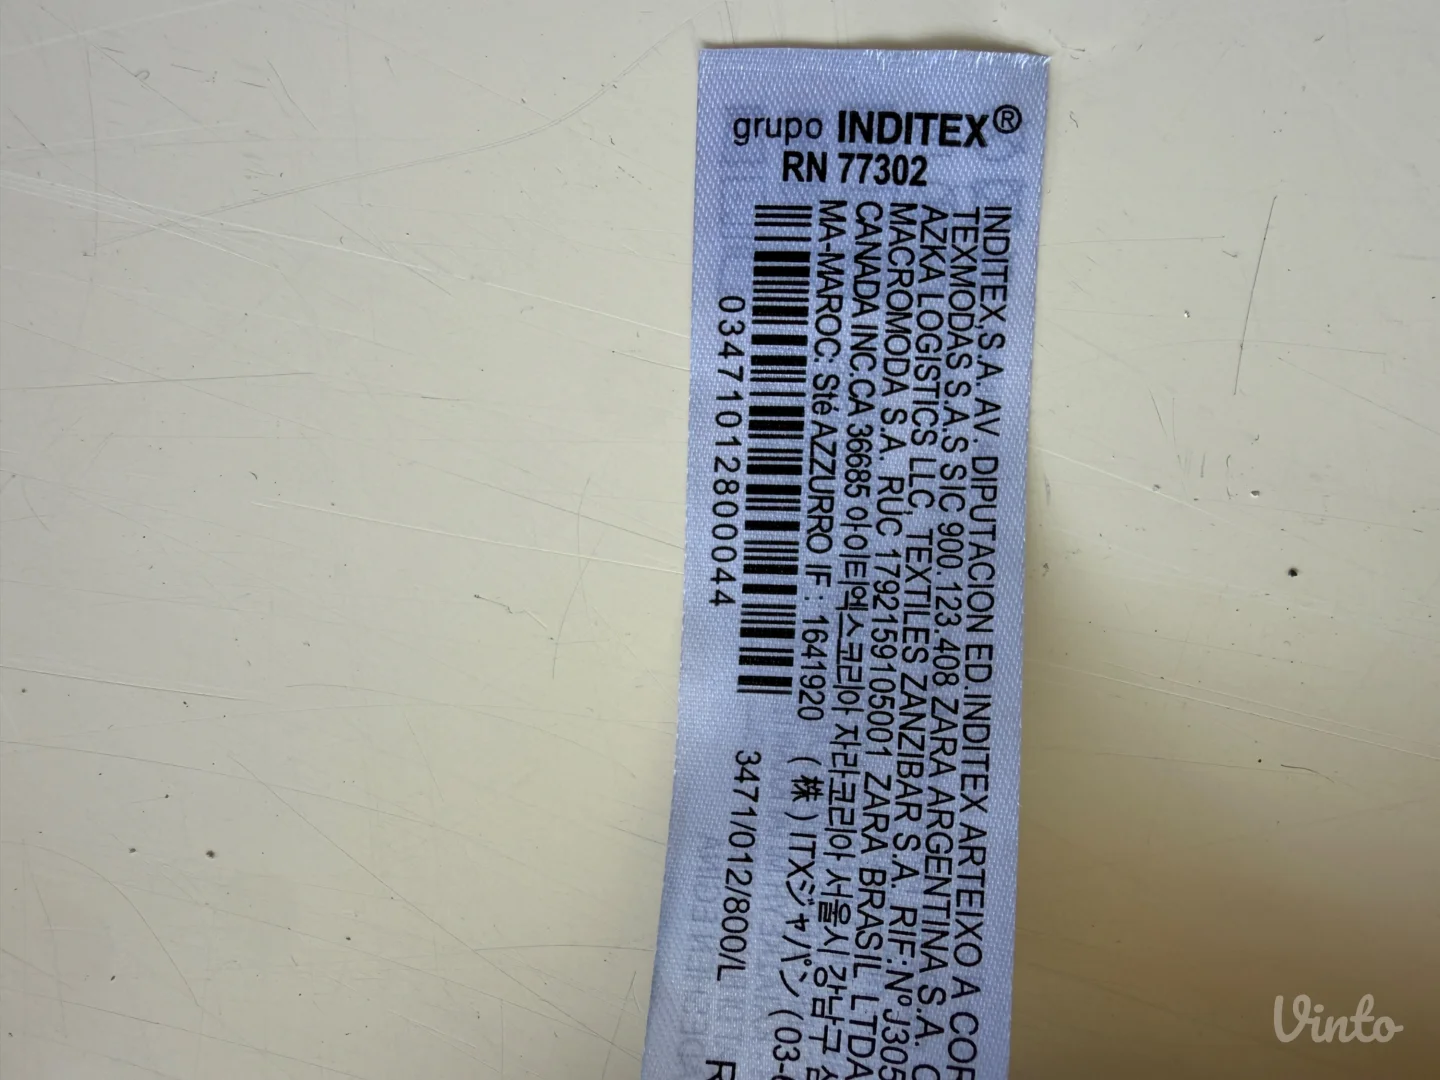 grupo INDITEX®
RN 77302
INDITEX,S.A. AV. DIPUTACION ED.INDITEX ARTEIXO A COR
TEXMODAS S.A.S SIC 900.123.408 ZARA ARGENTINA S.A. C
AZKA LOGISTICS LLC, TEXTILES ZANZIBAR S.A. RIF:Nº J305
MACROMODA S.A. RUC 1792159105001 ZARA BRASIL LTDA
CANADA INC.CA 36685 아이티엑스코리아 자라코리아 서울시 강남구 삼
MA-MAROC: Sté AZZURRO IF : 1641920 (株) ITXジャパン (03-6
03471012800044
3471/012/800/L
R
Vinto